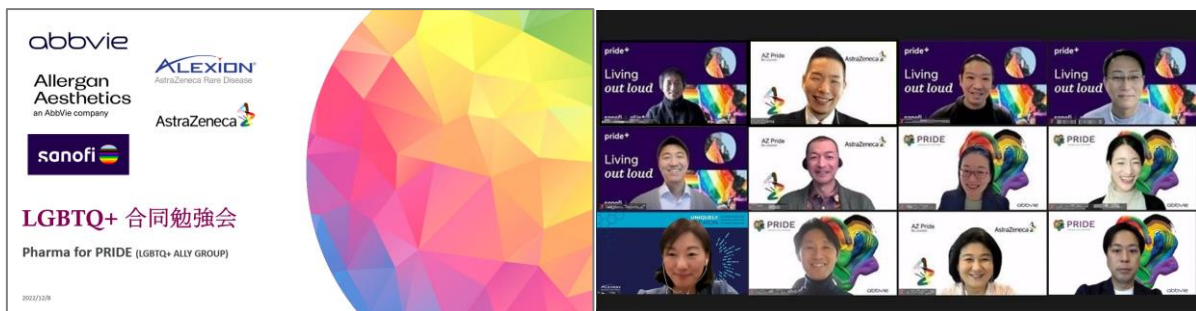 abbvie
Allergan
Aesthetics
an AbbVie company
sanofi
ALEXION®
AstraZeneca Rare Disease
AstraZeneca
LGBTQ+ 合同勉強会
Pharma for PRIDE (LGBTQ+ ALLY GROUP)
2022/12/8
pride+
Living
out loud
AZ Pride
AstraZeneca
pride+
Living
out loud
pride+
Living
out loud
pride+
Living
out loud
AZ Pride
AstraZeneca
PRIDE
abbvie
PRIDE
abbvie
UNIQUELY
ALEXION
PRIDE
abbvie
AZ Pride
AstraZeneca
PRIDE
abbvie